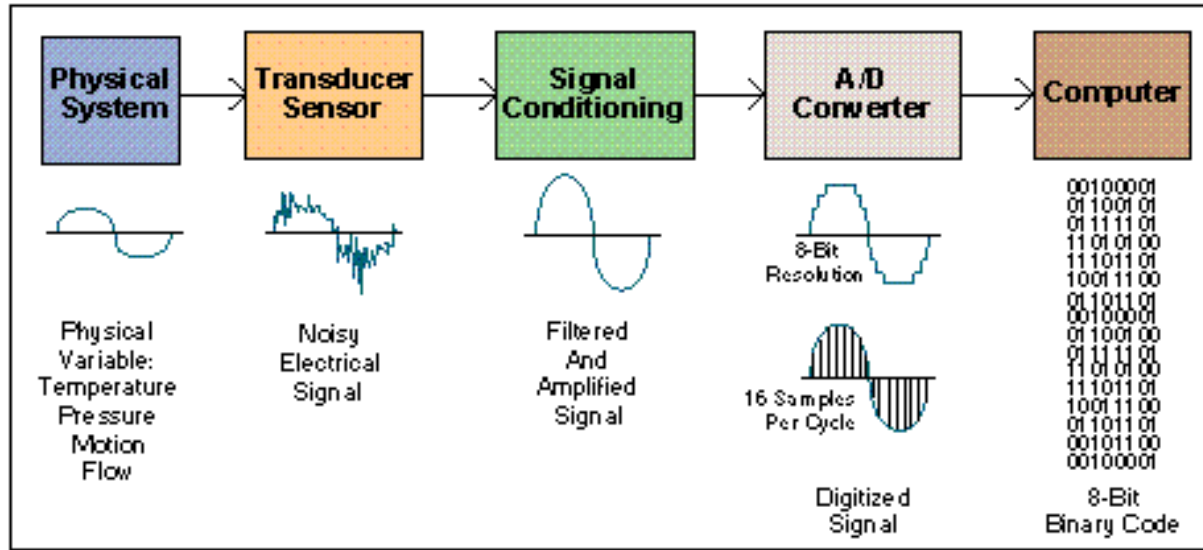 Physical
System
Transducer
Sensor
Signal
Conditioning
A/D
Converter
Computer
Physical
Variable:
Temperature
Pressure
Motion
Flow
Noisy
Electrical
Signal
Filtered
And
Amplified
Signal
8-Bit
Resolution
16 Samples
Per Cycle
Digitized
Signal
00100001
01100101
01111101
11010100
11101101
10011100
01101101
00100001
01100100
01111101
11010100
11101101
10011100
01101101
00101100
00100001
8-Bit
Binary Code